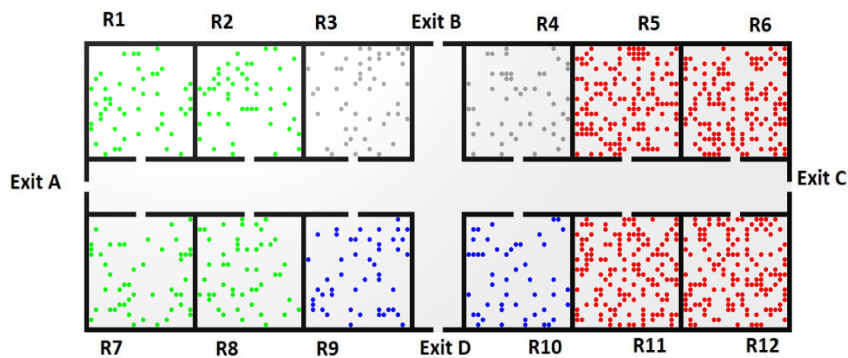 R1 R2 R3 Exit B R4 R5 R6
Exit A Exit C
R7 R8 R9 Exit D R10 R11 R12